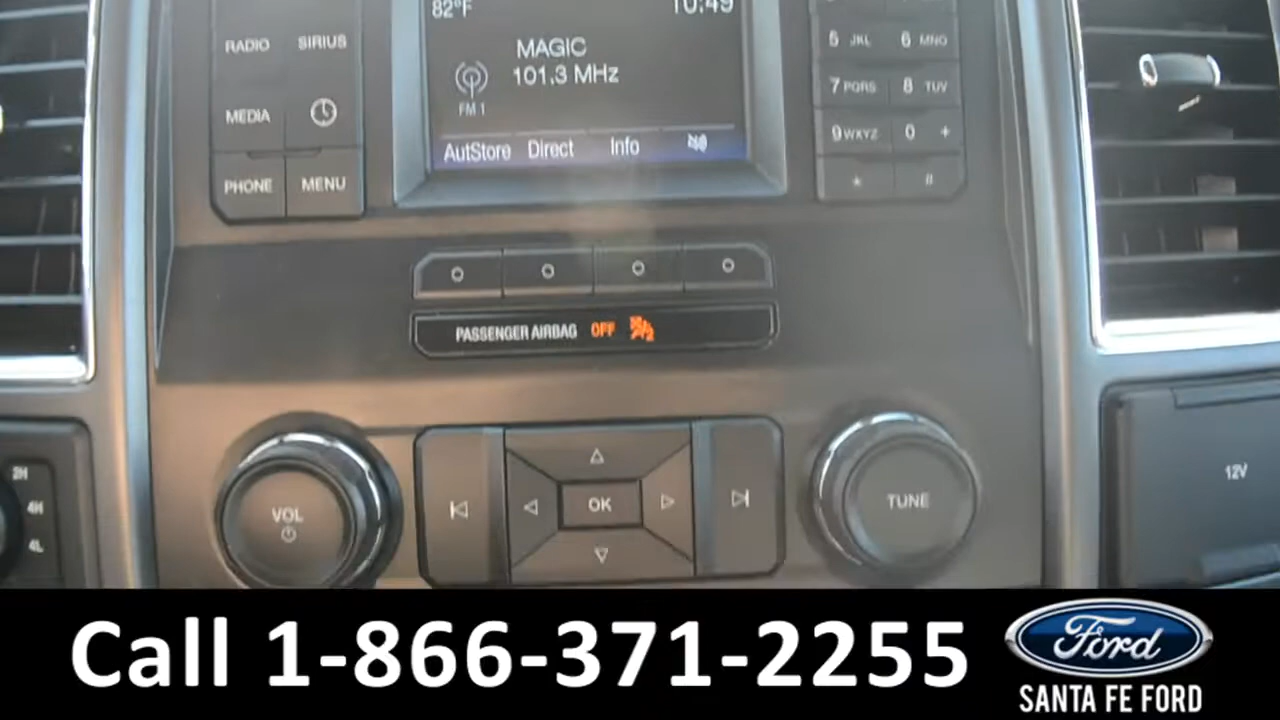 82°F
10:49
RADIO
SIRIUS
MAGIC
101.3 MHz
FM 1
MEDIA
AutStore Direct Info
PHONE
MENU
5 JKL
6 MNO
7 PQRS
8 TUV
9 WXYZ
0 +
*
#
PASSENGER AIRBAG OFF
2H
4H
4L
VOL
OK
TUNE
12V
Call 1-866-371-2255
Ford
SANTA FE FORD